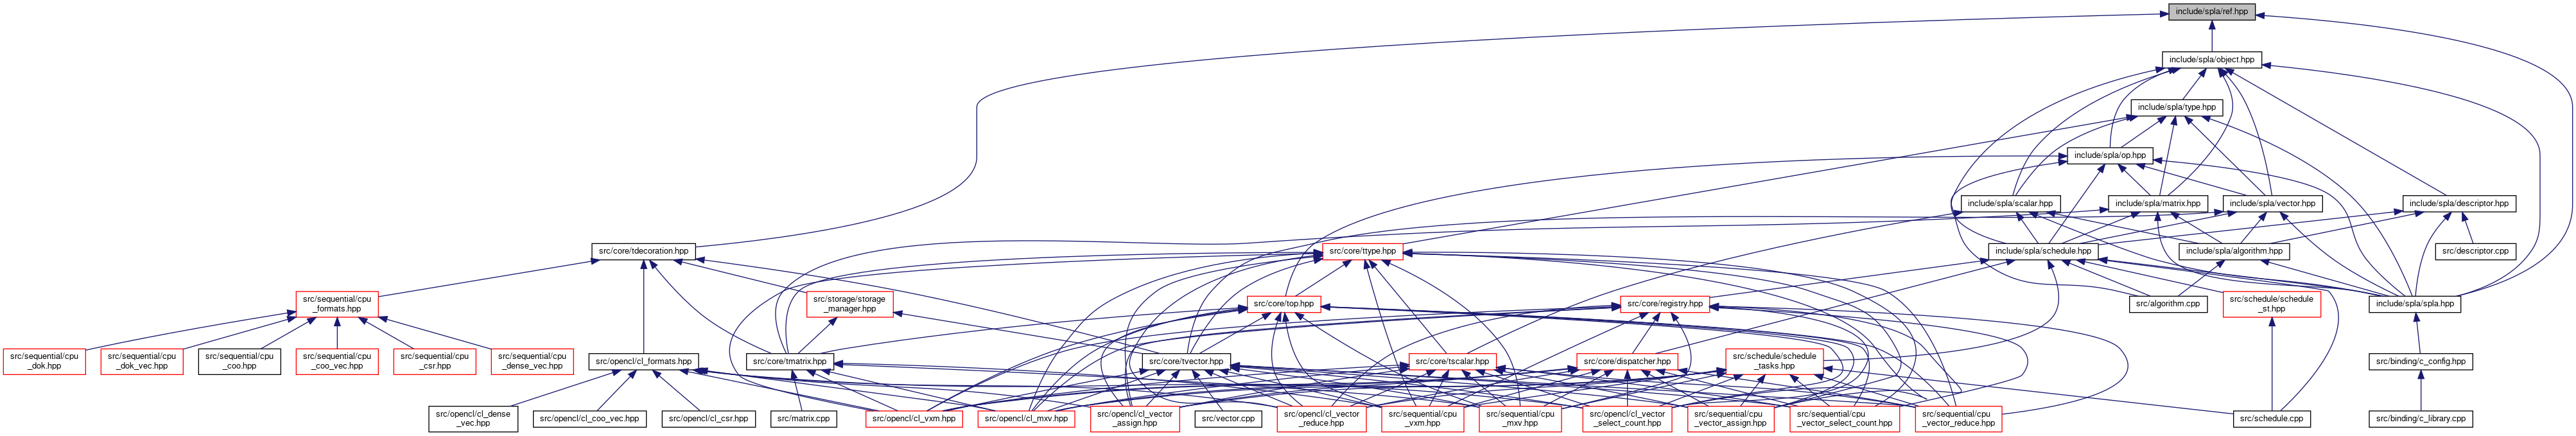 include/spla/ref.hpp
include/spla/object.hpp
include/spla/type.hpp
include/spla/op.hpp
include/spla/scalar.hpp
include/spla/matrix.hpp
include/spla/vector.hpp
include/spla/descriptor.hpp
src/core/tdecoration.hpp
src/core/ttype.hpp
include/spla/schedule.hpp
include/spla/algorithm.hpp
src/descriptor.cpp
src/sequential/cpu
_formats.hpp
src/storage/storage
_manager.hpp
src/core/top.hpp
src/core/registry.hpp
src/algorithm.cpp
src/schedule/schedule
_st.hpp
include/spla/spla.hpp
src/sequential/cpu
_dok.hpp
src/sequential/cpu
_dok_vec.hpp
src/sequential/cpu
_coo.hpp
src/sequential/cpu
_coo_vec.hpp
src/sequential/cpu
_csr.hpp
src/sequential/cpu
_dense_vec.hpp
src/opencl/cl_formats.hpp
src/core/tmatrix.hpp
src/core/tvector.hpp
src/core/tscalar.hpp
src/core/dispatcher.hpp
src/schedule/schedule
_tasks.hpp
src/binding/c_config.hpp
src/opencl/cl_dense
_vec.hpp
src/opencl/cl_coo_vec.hpp
src/opencl/cl_csr.hpp
src/matrix.cpp
src/opencl/cl_vxm.hpp
src/opencl/cl_mxv.hpp
src/opencl/cl_vector
_assign.hpp
src/vector.cpp
src/opencl/cl_vector
_reduce.hpp
src/sequential/cpu
_vxm.hpp
src/sequential/cpu
_mxv.hpp
src/opencl/cl_vector
_select_count.hpp
src/sequential/cpu
_vector_assign.hpp
src/sequential/cpu
_vector_select_count.hpp
src/sequential/cpu
_vector_reduce.hpp
src/schedule.cpp
src/binding/c_library.cpp